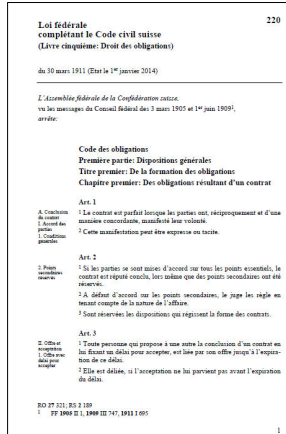 220
Loi fédérale
complétant le Code civil suisse
(Livre cinquième: Droit des obligations)
du 30 mars 1911 (Etat le 1er janvier 2014)
L'Assemblée fédérale de la Confédération suisse,
vu les messages du Conseil fédéral des 3 mars 1905 et 1er juin 1909¹,
arrête:
Code des obligations
Première partie: Dispositions générales
Titre premier: De la formation des obligations
Chapitre premier: Des obligations résultant d'un contrat
Art. 1
A. Conclusion
du contrat
I. Accord des
parties
1. Conditions
générales
¹ Le contrat est parfait lorsque les parties ont, réciproquement et d'une
manière concordante, manifesté leur volonté.
² Cette manifestation peut être expresse ou tacite.
Art. 2
2. Points
secondaires
réservés
¹ Si les parties se sont mises d'accord sur tous les points essentiels, le
contrat est réputé conclu, lors même que des points secondaires ont été
réservés.
² A défaut d'accord sur les points secondaires, le juge les règle en
tenant compte de la nature de l'affaire.
³ Sont réservées les dispositions qui régissent la forme des contrats.
Art. 3
II. Offre et
acceptation
1. Offre avec
délai pour
accepter
¹ Toute personne qui propose à une autre la conclusion d'un contrat en
lui fixant un délai pour accepter, est liée par son offre jusqu'à l'expira-
tion de ce délai.
² Elle est déliée, si l'acceptation ne lui parvient pas avant l'expiration
du délai.
RO 27 321; RS 2 189
1 FF 1905 II 1, 1909 III 747, 1911 I 695
1